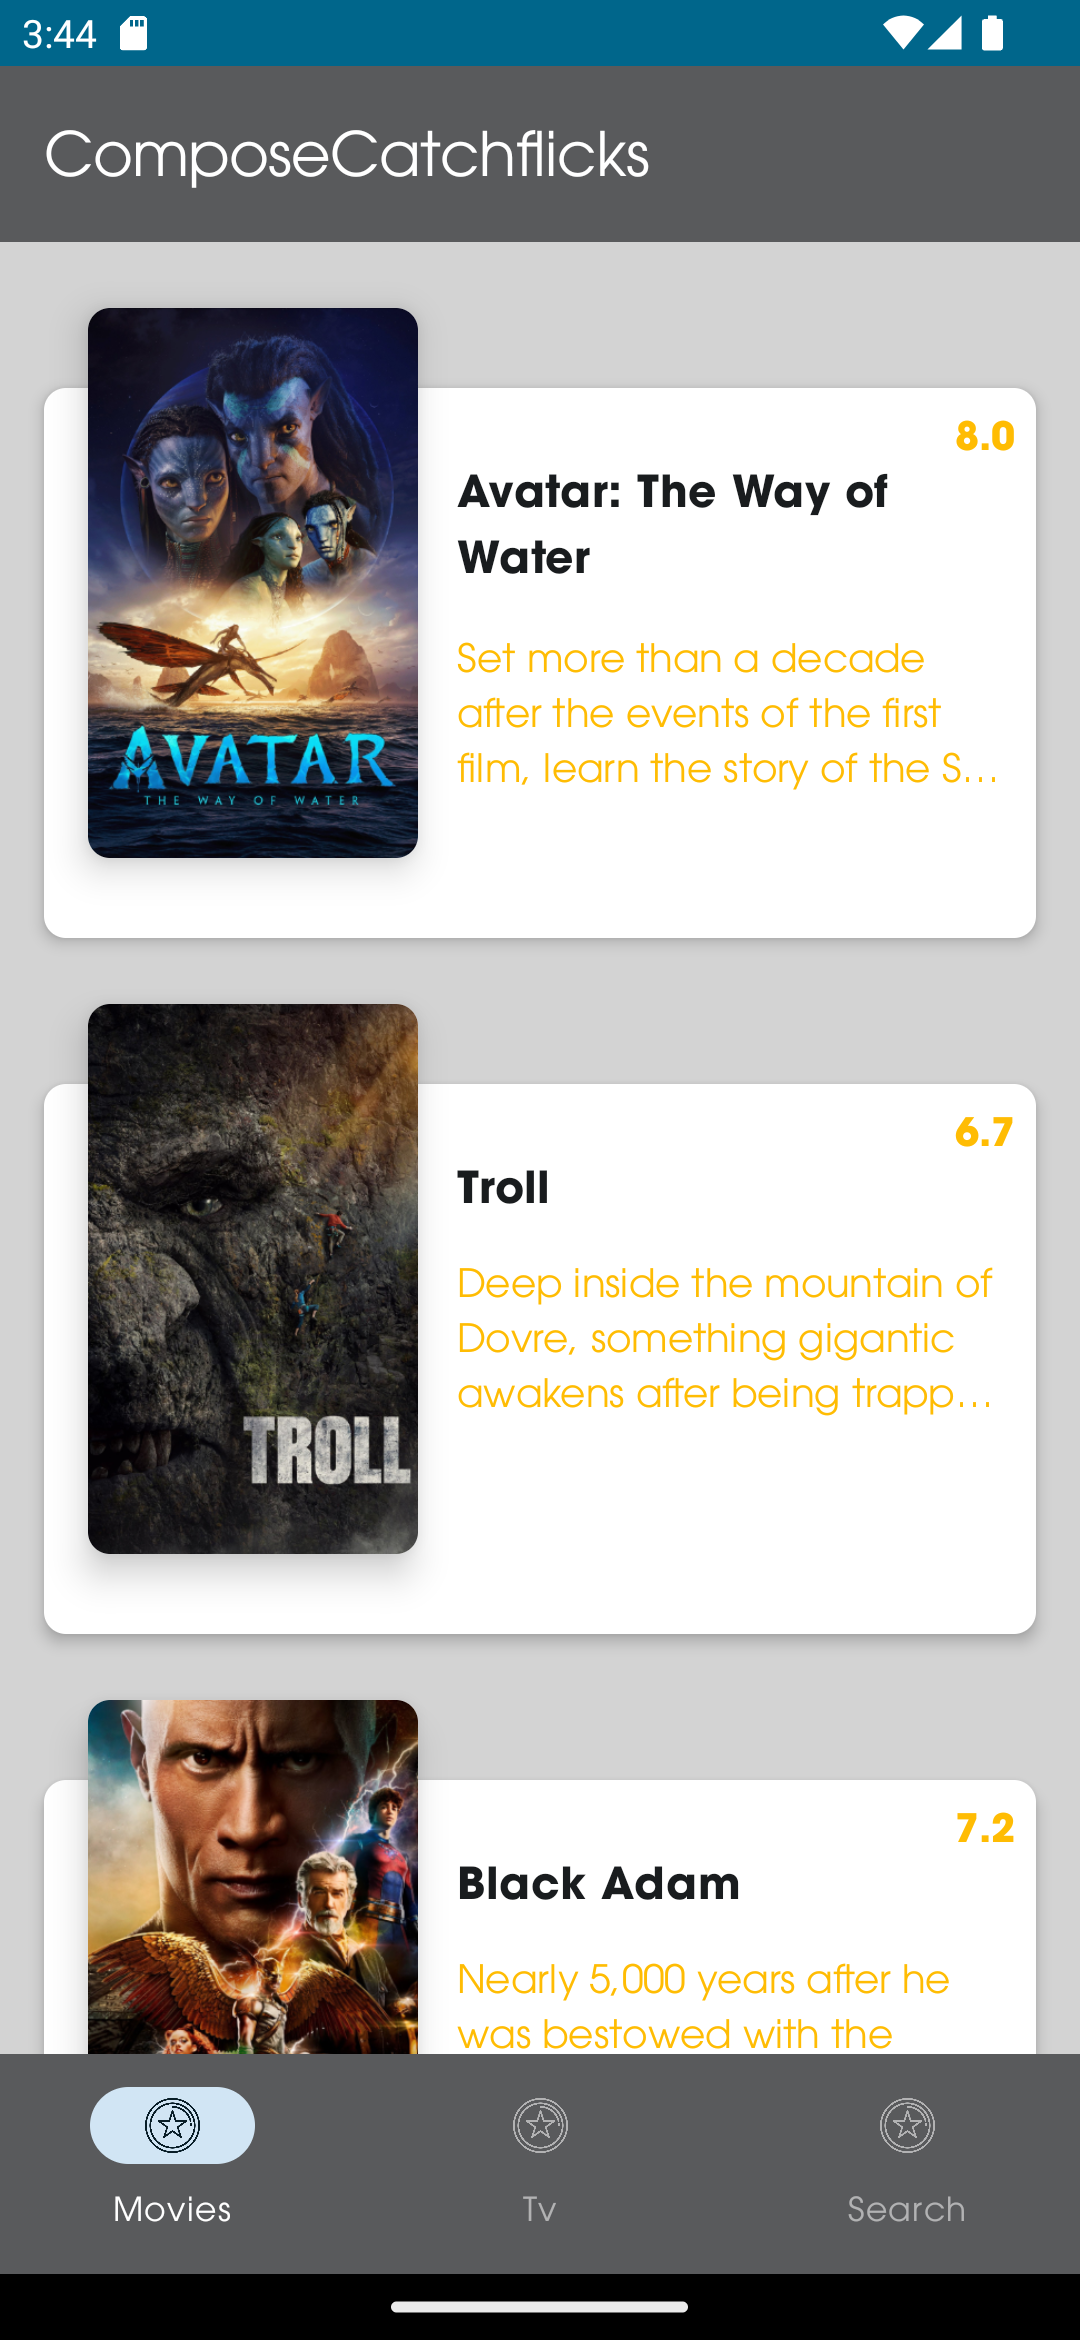 3:44
ComposeCatchflicks
AVATAR
THE WAY OF WATER
8.0
Avatar: The Way of
Water
Set more than a decade
after the events of the first
film, learn the story of the S...
TROLL
6.7
Troll
Deep inside the mountain of
Dovre, something gigantic
awakens after being trapp...
7.2
Black Adam
Nearly 5,000 years after he
was bestowed with the
Movies
Tv
Search